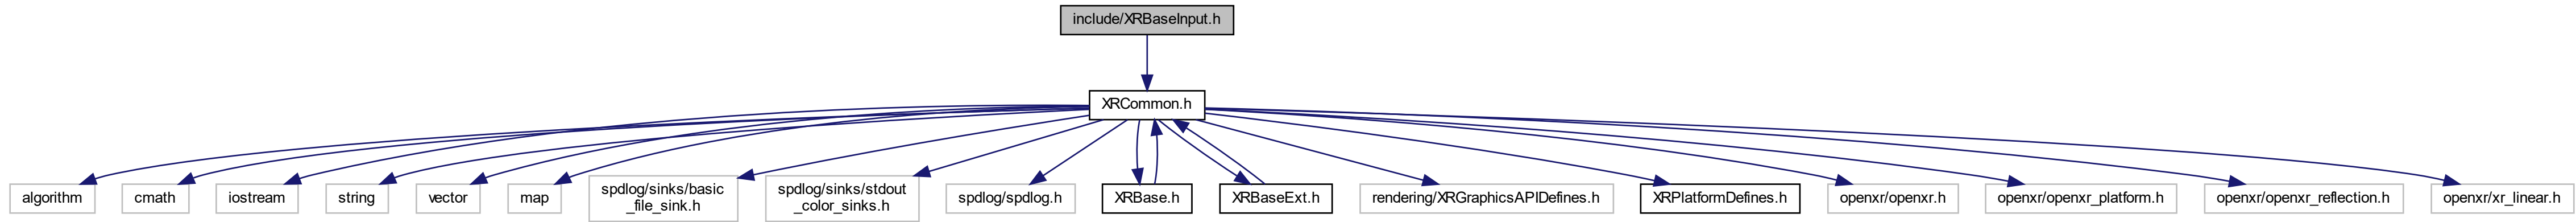 include/XRBaseInput.h
XRCommon.h
algorithm
cmath
iostream
string
vector
map
spdlog/sinks/basic
_file_sink.h
spdlog/sinks/stdout
_color_sinks.h
spdlog/spdlog.h
XRBase.h
XRBaseExt.h
rendering/XRGraphicsAPIDefines.h
XRPlatformDefines.h
openxr/openxr.h
openxr/openxr_platform.h
openxr/openxr_reflection.h
openxr/xr_linear.h